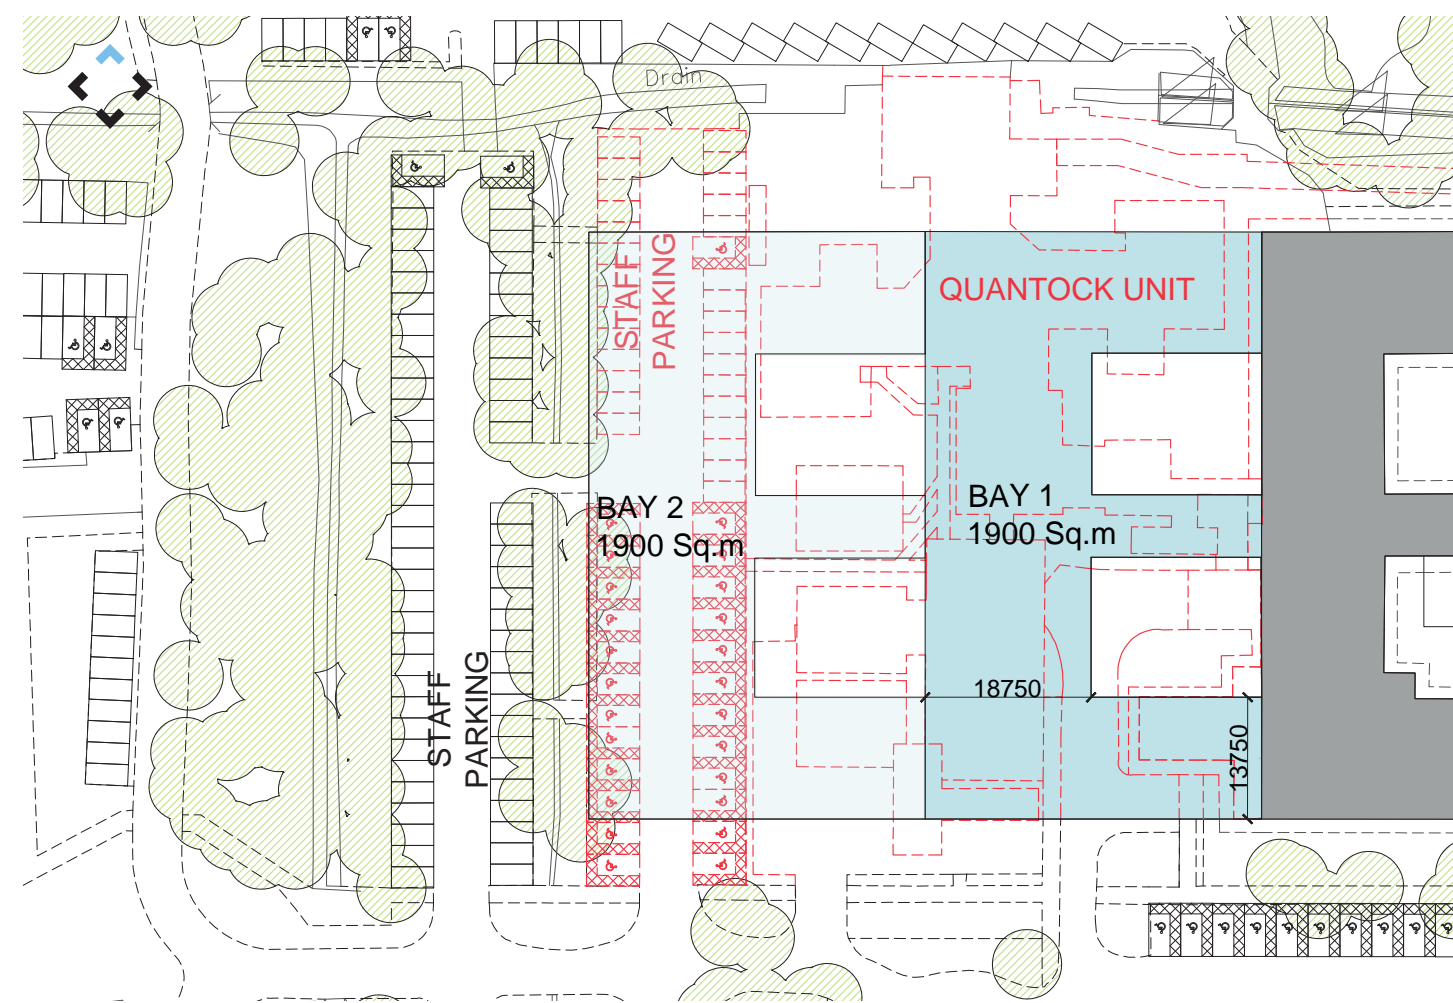 Drain
STAFF
PARKING
QUANTOCK UNIT
BAY 2
1900 Sq.m
BAY 1
1900 Sq.m
STAFF
PARKING
18750
13750